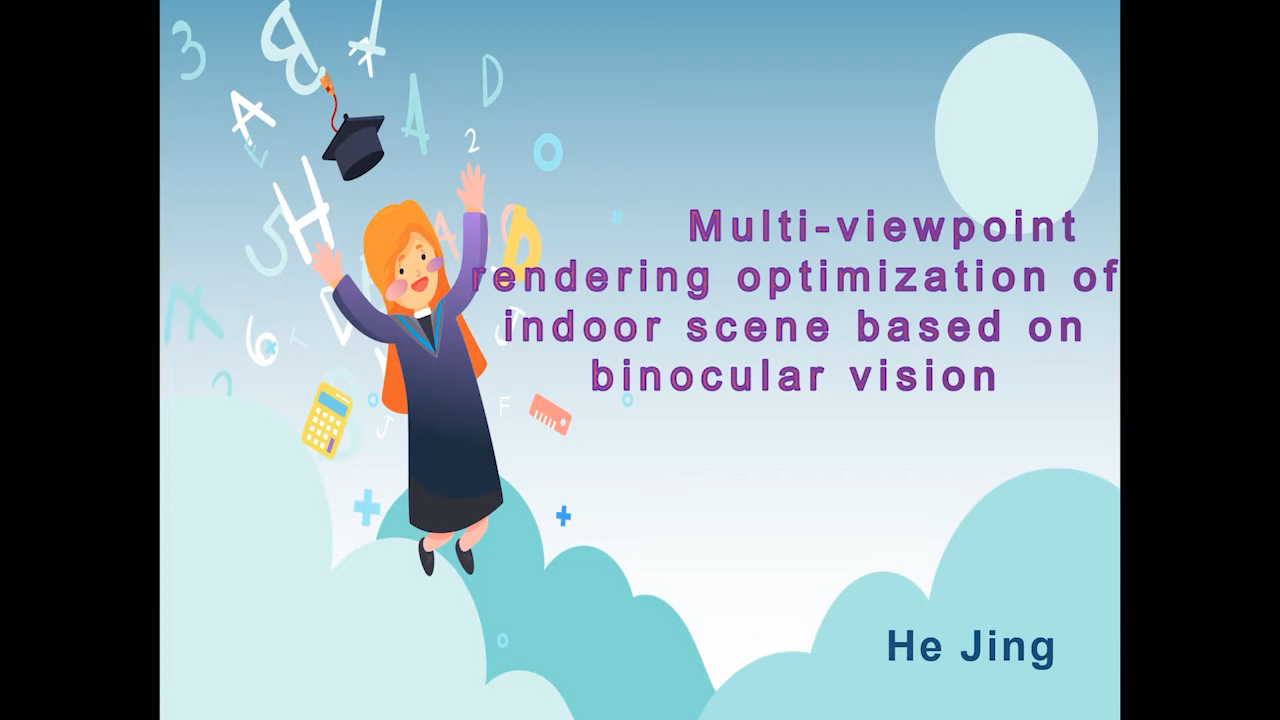 Multi-viewpoint
rendering optimization of
indoor scene based on
binocular vision
He Jing